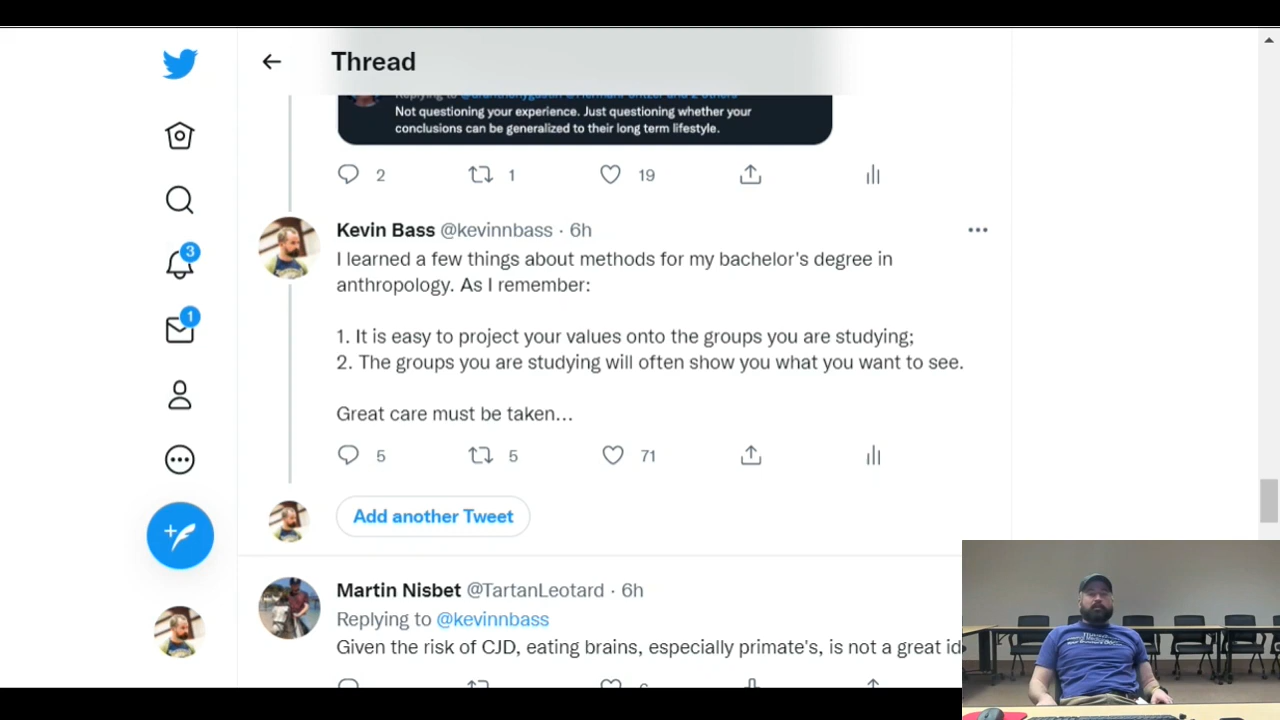 Thread
Not questioning your experience. Just questioning whether your
conclusions can be generalized to their long term lifestyle.
2 1 19
Kevin Bass @kevinnbass · 6h
I learned a few things about methods for my bachelor's degree in
anthropology. As I remember:
1. It is easy to project your values onto the groups you are studying;
2. The groups you are studying will often show you what you want to see.
Great care must be taken...
5 5 71
Add another Tweet
Martin Nisbet @TartanLeotard · 6h
Replying to @kevinnbass
Given the risk of CJD, eating brains, especially primate's, is not a great id
3
1